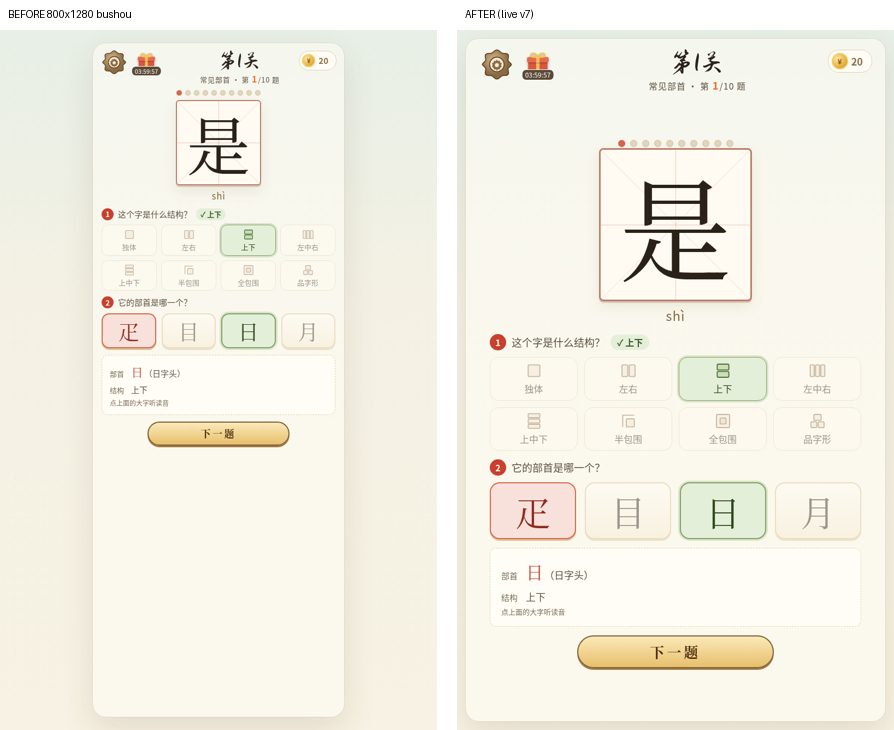 BEFORE 800x1280 bushou
03:59:57
第1关
¥ 20
常见部首 · 第 1/10 题
是
shì
1 这个字是什么结构？ ✓上下
独体 左右 上下 左中右
上中下 半包围 全包围 品字形
2 它的部首是哪一个？
疋 目 日 月
部首 日 （日字头）
结构 上下
点上面的大字听读音
下一题
AFTER (live v7)
03:59:57
第1关
¥ 20
常见部首 · 第 1/10 题
是
shì
1 这个字是什么结构？ ✓上下
独体 左右 上下 左中右
上中下 半包围 全包围 品字形
2 它的部首是哪一个？
疋 目 日 月
部首 日 （日字头）
结构 上下
点上面的大字听读音
下一题